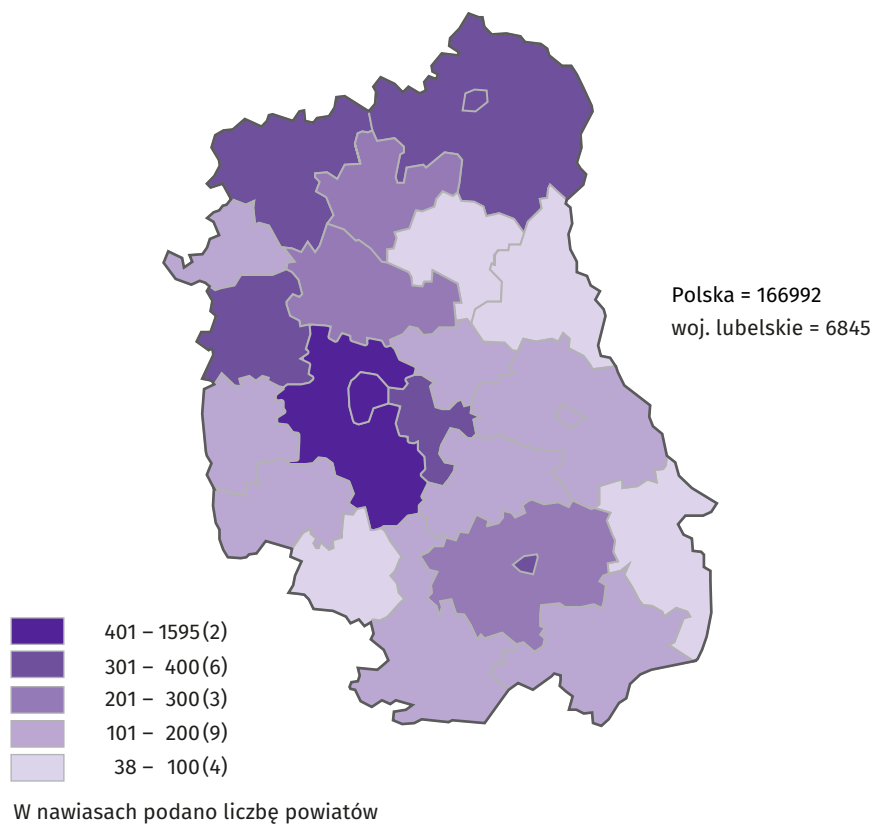 Polska = 166992
woj. lubelskie = 6845
401 – 1595 (2)
301 – 400 (6)
201 – 300 (3)
101 – 200 (9)
38 – 100 (4)
W nawiasach podano liczbę powiatów